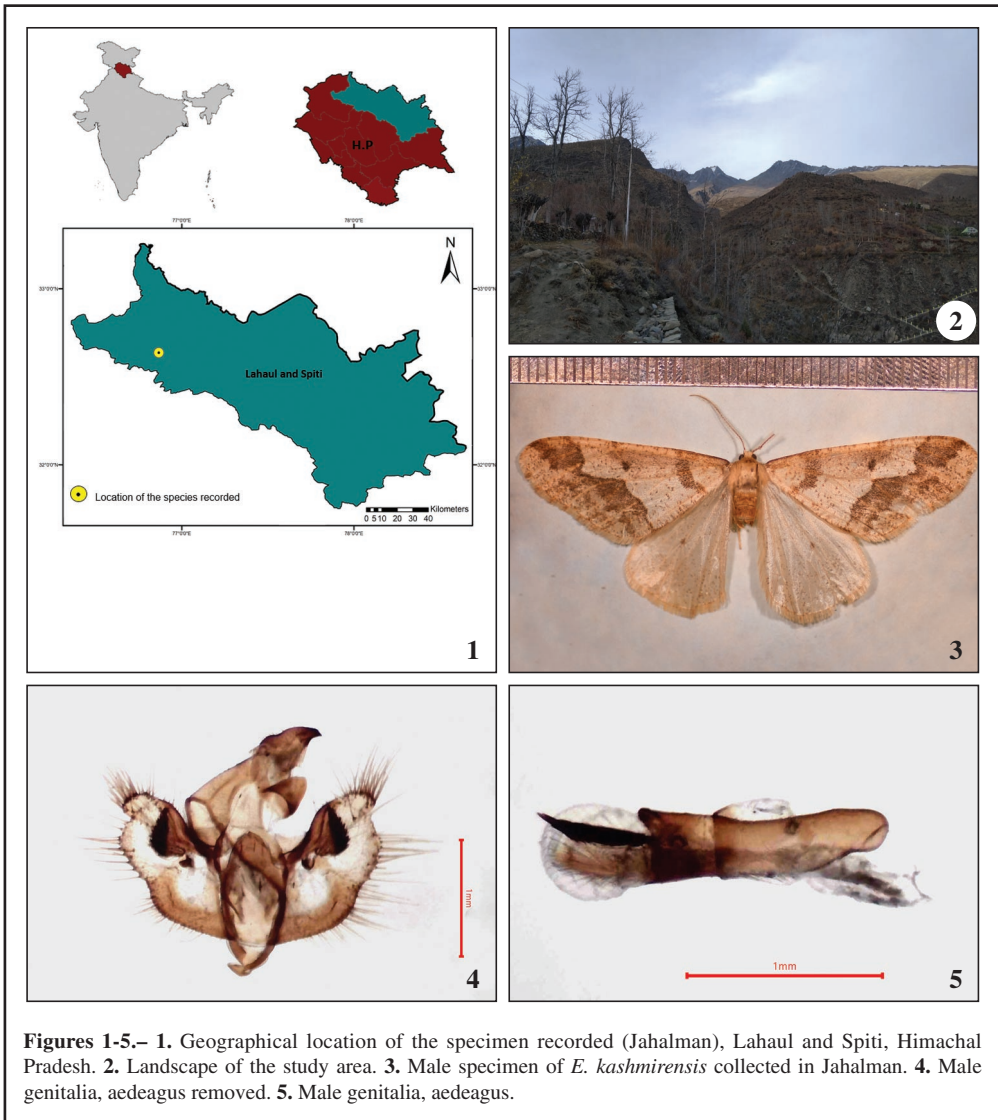 H.P
77°0'0"E
78°0'0"E
N
33°0'0"N
33°0'0"N
Lahaul and Spiti
32°0'0"N
32°0'0"N
Location of the species recorded
Kilometers
0 5 10 20 30 40
77°0'0"E
78°0'0"E
1
2
3
1mm
4
1mm
5
Figures 1-5.– 1. Geographical location of the specimen recorded (Jahalman), Lahaul and Spiti, Himachal
Pradesh. 2. Landscape of the study area. 3. Male specimen of E. kashmirensis collected in Jahalman. 4. Male
genitalia, aedeagus removed. 5. Male genitalia, aedeagus.